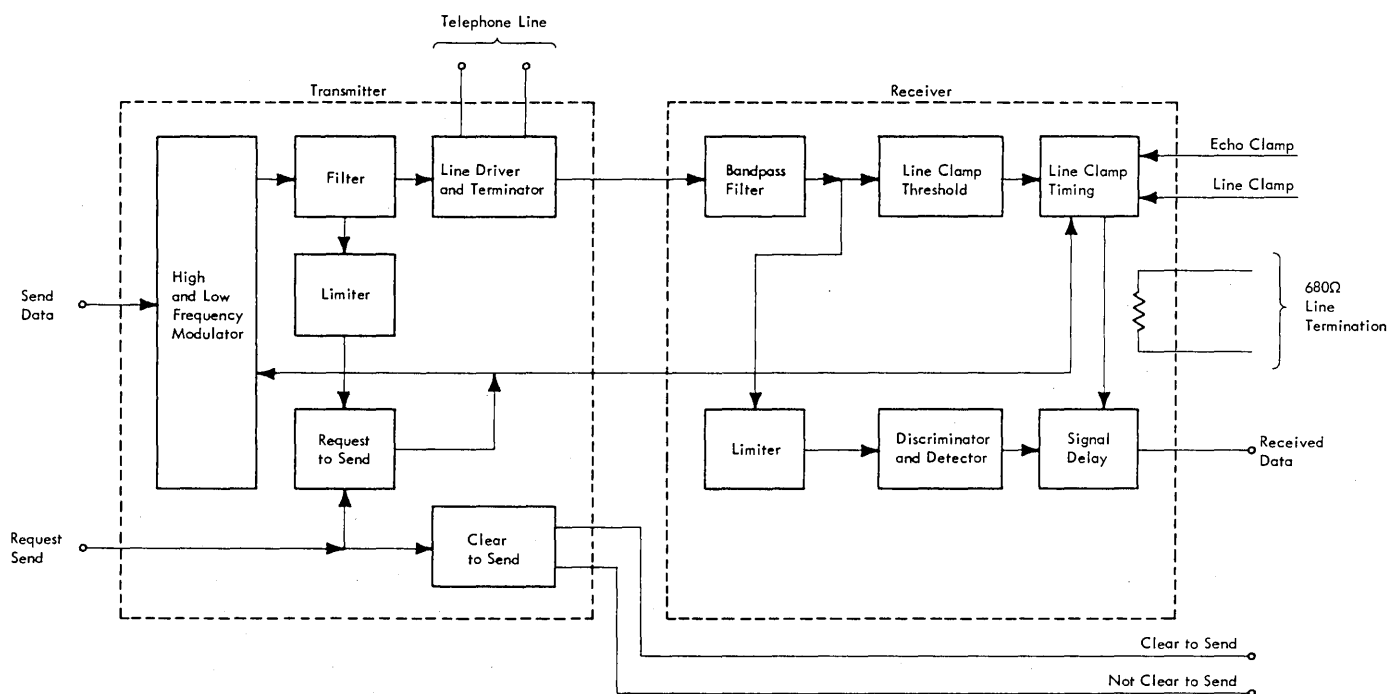 Telephone Line
Transmitter
Receiver
Filter
Line Driver
and Terminator
Bandpass
Filter
Line Clamp
Threshold
Line Clamp
Timing
Echo Clamp
Line Clamp
High
and Low
Frequency
Modulator
Limiter
Send
Data
680Ω
Line
Termination
Request
to Send
Limiter
Discriminator
and Detector
Signal
Delay
Received
Data
Request
Send
Clear
to Send
Clear to Send
Not Clear to Send